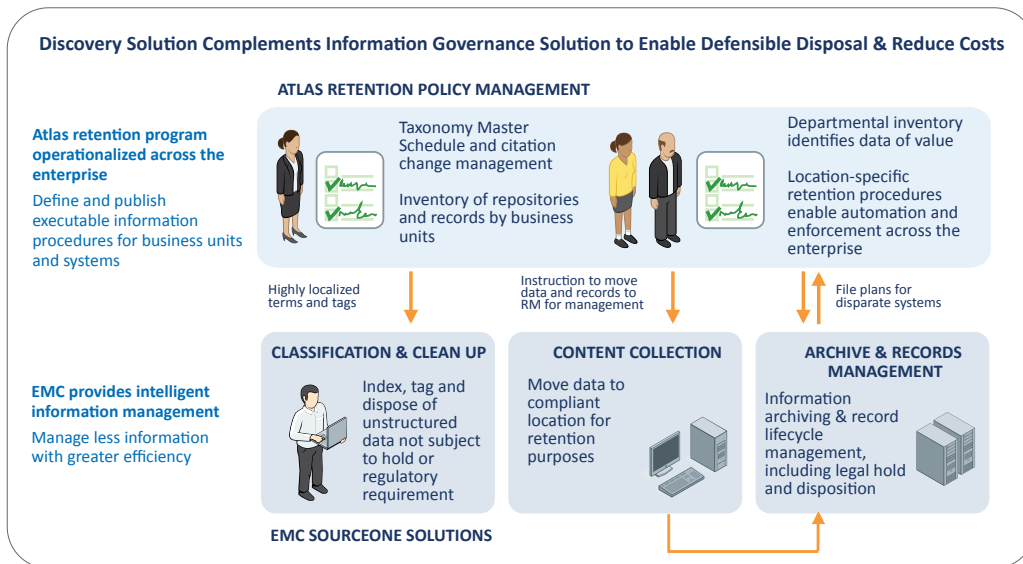 Discovery Solution Complements Information Governance Solution to Enable Defensible Disposal & Reduce Costs
ATLAS RETENTION POLICY MANAGEMENT
Atlas retention program
operationalized across the
enterprise
Define and publish
executable information
procedures for business units
and systems
Taxonomy Master
Schedule and citation
change management
Inventory of repositories
and records by business
units
Departmental inventory
identifies data of value
Location-specific
retention procedures
enable automation and
enforcement across the
enterprise
Highly localized
terms and tags
Instruction to move
data and records to
RM for management
File plans for
disparate systems
EMC provides intelligent
information management
Manage less information
with greater efficiency
CLASSIFICATION & CLEAN UP
Index, tag and
dispose of
unstructured
data not subject
to hold or
regulatory
requirement
CONTENT COLLECTION
Move data to
compliant
location for
retention
purposes
ARCHIVE & RECORDS
MANAGEMENT
Information
archiving & record
lifecycle
management,
including legal hold
and disposition
EMC SOURCEONE SOLUTIONS